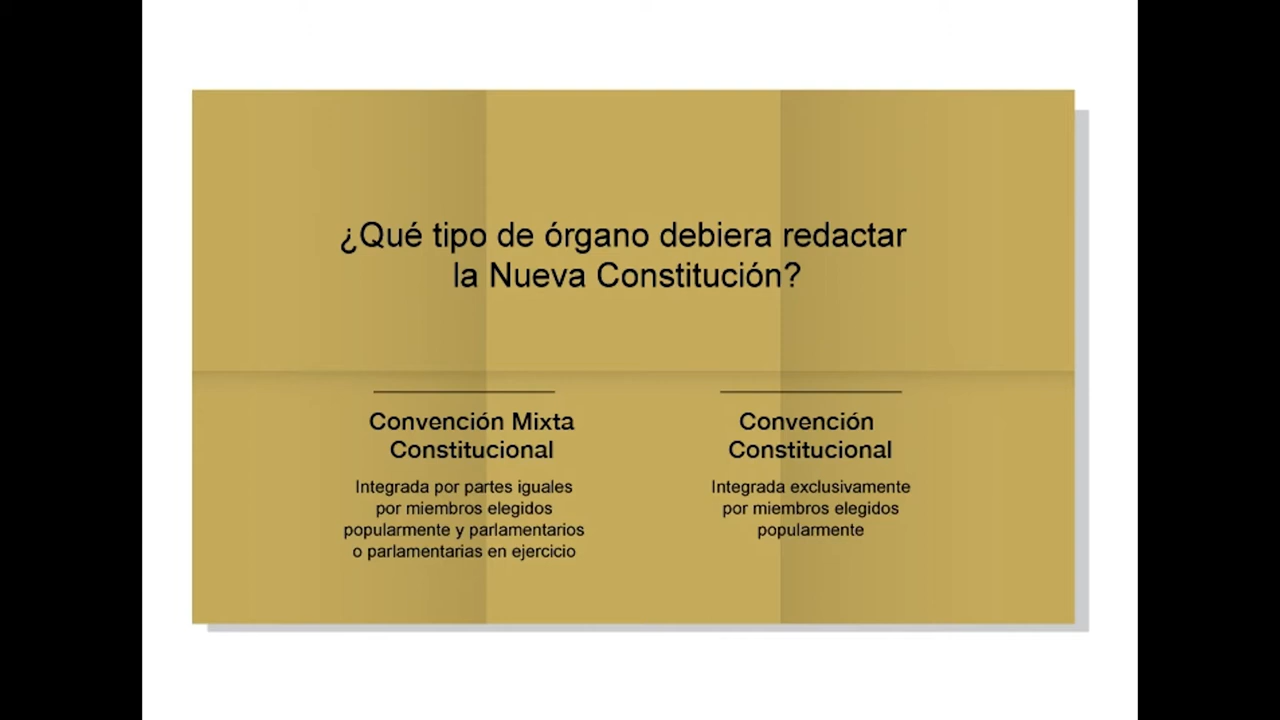 ¿Qué tipo de órgano debiera redactar
la Nueva Constitución?
Convención Mixta
Constitucional
Integrada por partes iguales
por miembros elegidos
popularmente y parlamentarios
o parlamentarias en ejercicio
Convención
Constitucional
Integrada exclusivamente
por miembros elegidos
popularmente